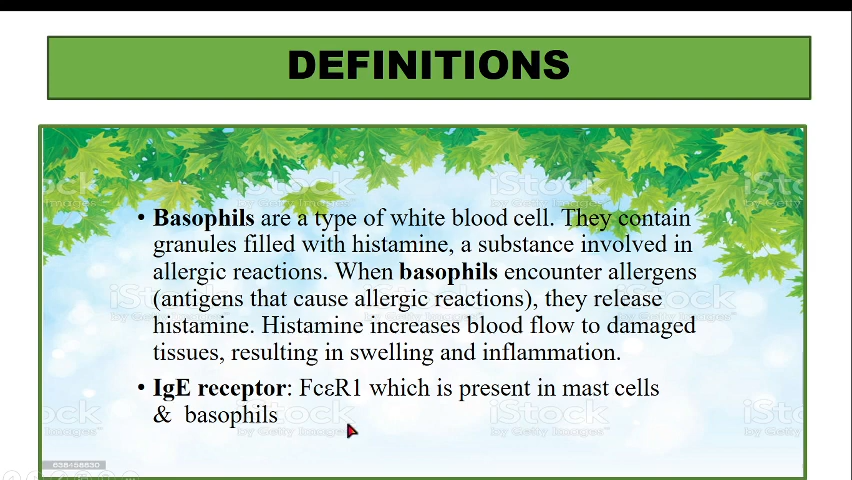 DEFINITIONS
• Basophils are a type of white blood cell. They contain
granules filled with histamine, a substance involved in
allergic reactions. When basophils encounter allergens
(antigens that cause allergic reactions), they release
histamine. Histamine increases blood flow to damaged
tissues, resulting in swelling and inflammation.
• IgE receptor: FcεR1 which is present in mast cells
& basophils
iStock
by Getty Images™
638458630